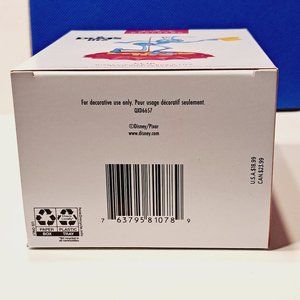 For decorative use only. Pour usage décoratif seulement.
QXD6657
©Disney/Pixar
www.disney.com
7 63795 81078 9
U.S.A. $18.99
CAN. $23.99
PAPER
BOX
PLASTIC
TRAY